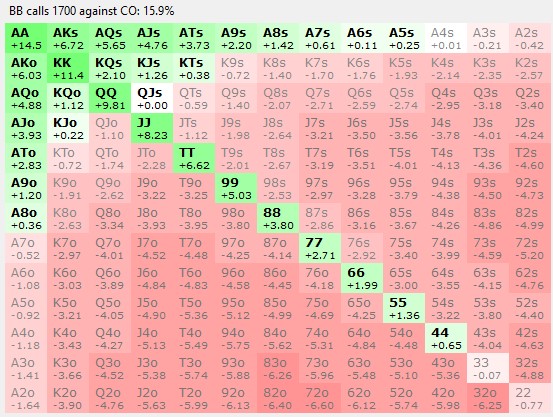 BB calls 1700 against CO: 15.9%
AA AKs AQs AJs ATs A9s A8s A7s A6s A5s A4s A3s A2s
+14.5 +6.72 +5.65 +4.76 +3.73 +2.20 +1.42 +0.61 +0.11 +0.25 +0.01 -0.21 -0.42
AKo KK KQs KJs KTs K9s K8s K7s K6s K5s K4s K3s K2s
+6.03 +11.4 +2.10 +1.26 +0.38 -0.72 -1.40 -1.70 -1.76 -1.93 -2.14 -2.35 -2.57
AQo KQo QQ QJs QTs Q9s Q8s Q7s Q6s Q5s Q4s Q3s Q2s
+4.88 +1.12 +9.81 +0.00 -0.59 -1.40 -2.07 -2.71 -2.59 -2.74 -2.95 -3.18 -3.40
AJo KJo QJo JJ JTs J9s J8s J7s J6s J5s J4s J3s J2s
+3.93 +0.22 -1.10 +8.23 -1.12 -1.98 -2.64 -3.21 -3.50 -3.56 -3.78 -4.01 -4.24
ATo KTo QTo JTo TT T9s T8s T7s T6s T5s T4s T3s T2s
+2.83 -0.72 -1.74 -2.28 +6.62 -2.01 -2.67 -3.19 -3.51 -4.01 -4.13 -4.36 -4.60
A9o K9o Q9o J9o T9o 99 98s 97s 96s 95s 94s 93s 92s
+1.20 -1.91 -2.62 -3.22 -3.25 +5.03 -2.53 -2.97 -3.28 -3.79 -4.38 -4.50 -4.73
A8o K8o Q8o J8o T8o 98o 88 87s 86s 85s 84s 83s 82s
+0.36 -2.63 -3.34 -3.93 -3.95 -3.80 +3.80 -2.86 -3.16 -3.67 -4.26 -4.86 -4.99
A7o K7o Q7o J7o T7o 97o 87o 77 76s 75s 74s 73s 72s
-0.52 -2.97 -4.01 -4.52 -4.48 -4.25 -4.14 +2.71 -2.92 -3.40 -3.99 -4.59 -5.20
A6o K6o Q6o J6o T6o 96o 86o 76o 66 65s 64s 63s 62s
-1.08 -3.03 -3.89 -4.84 -4.83 -4.58 -4.45 -4.18 +1.99 -3.00 -3.55 -4.15 -4.76
A5o K5o Q5o J5o T5o 95o 85o 75o 65o 55 54s 53s 52s
-0.92 -3.21 -4.05 -4.90 -5.36 -5.12 -4.99 -4.69 -4.25 +1.36 -3.22 -3.80 -4.40
A4o K4o Q4o J4o T4o 94o 84o 74o 64o 54o 44 43s 42s
-1.18 -3.43 -4.27 -5.13 -5.49 -5.75 -5.62 -5.31 -4.84 -4.48 +0.65 -4.04 -4.63
A3o K3o Q3o J3o T3o 93o 83o 73o 63o 53o 43o 33 32s
-1.41 -3.66 -4.52 -5.38 -5.74 -5.88 -6.26 -5.96 -5.48 -5.10 -5.36 -0.07 -4.88
A2o K2o Q2o J2o T2o 92o 82o 72o 62o 52o 42o 32o 22
-1.64 -3.90 -4.76 -5.63 -5.99 -6.13 -6.40 -6.60 -6.12 -5.74 -5.98 -6.25 -0.77